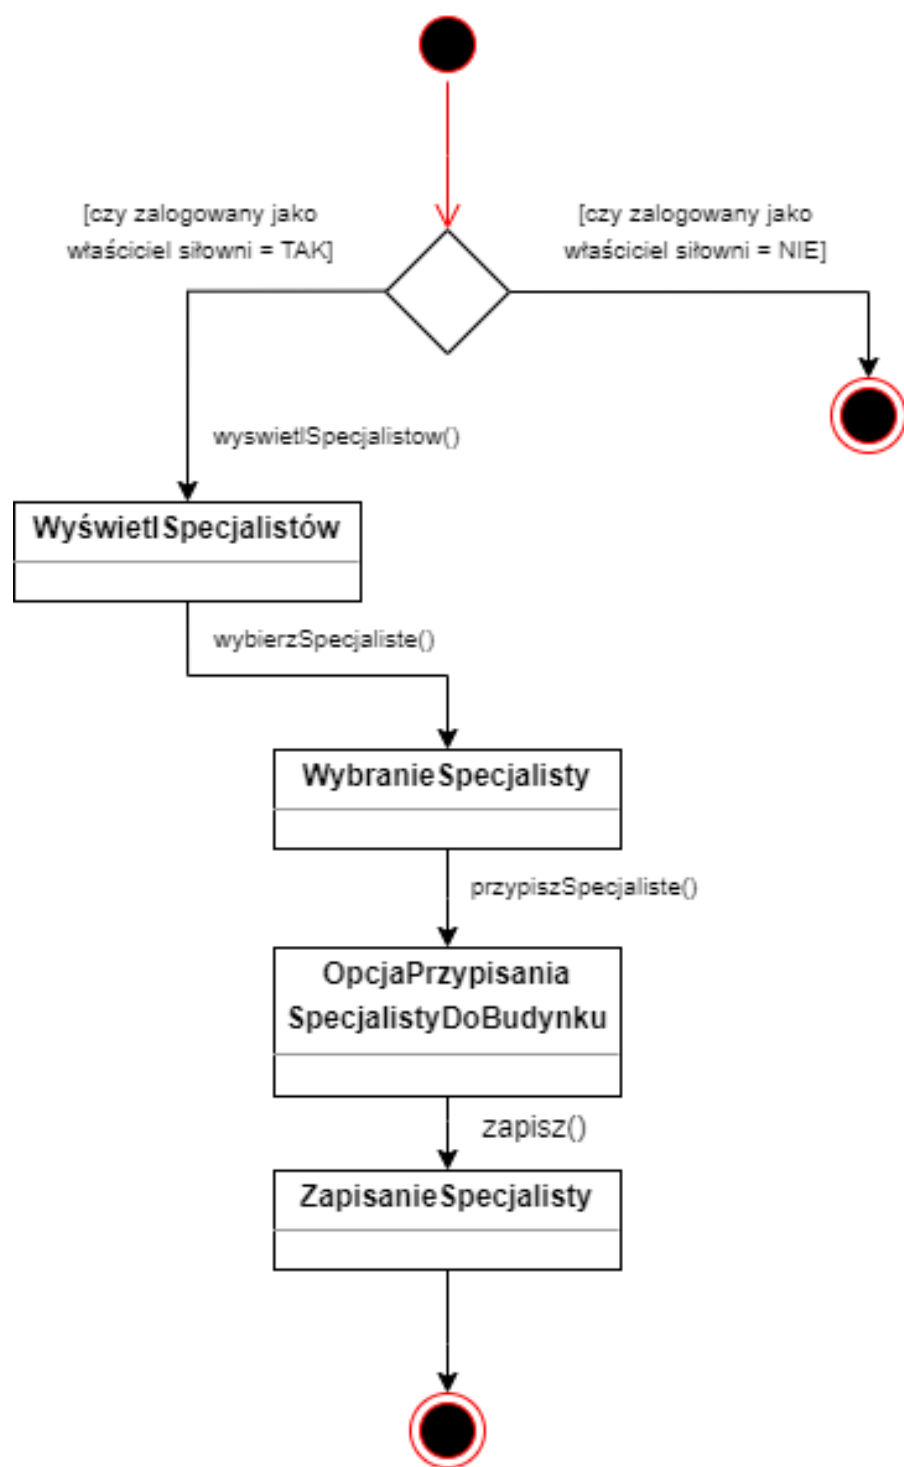 [czy zalogowany jako
właściciel siłowni = TAK]
[czy zalogowany jako
właściciel siłowni = NIE]
wyswietlSpecjalistow()
WyświetlSpecjalistów
wybierzSpecjaliste()
WybranieSpecjalisty
przypiszSpecjaliste()
OpcjaPrzypisania
SpecjalistyDoBudynku
zapisz()
ZapisanieSpecjalisty